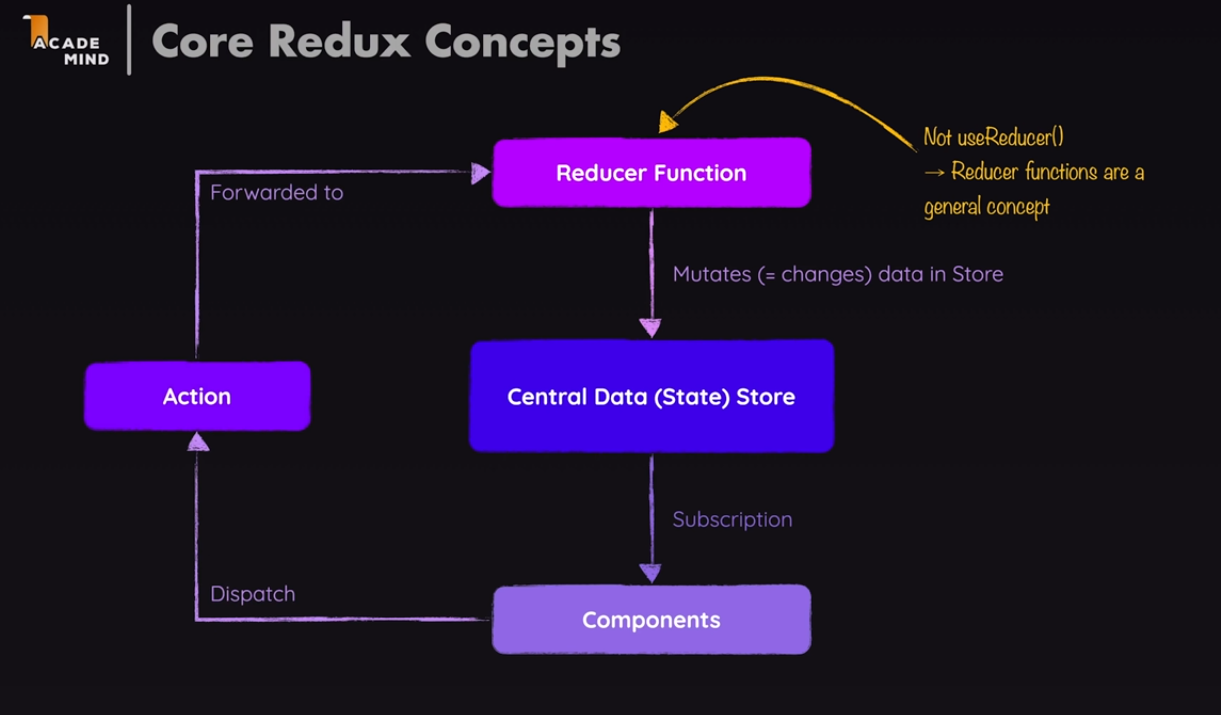 ACADE
MIND
Core Redux Concepts
Not useReducer()
→ Reducer functions are a
general concept
Reducer Function
Forwarded to
Mutates (= changes) data in Store
Action
Central Data (State) Store
Subscription
Dispatch
Components